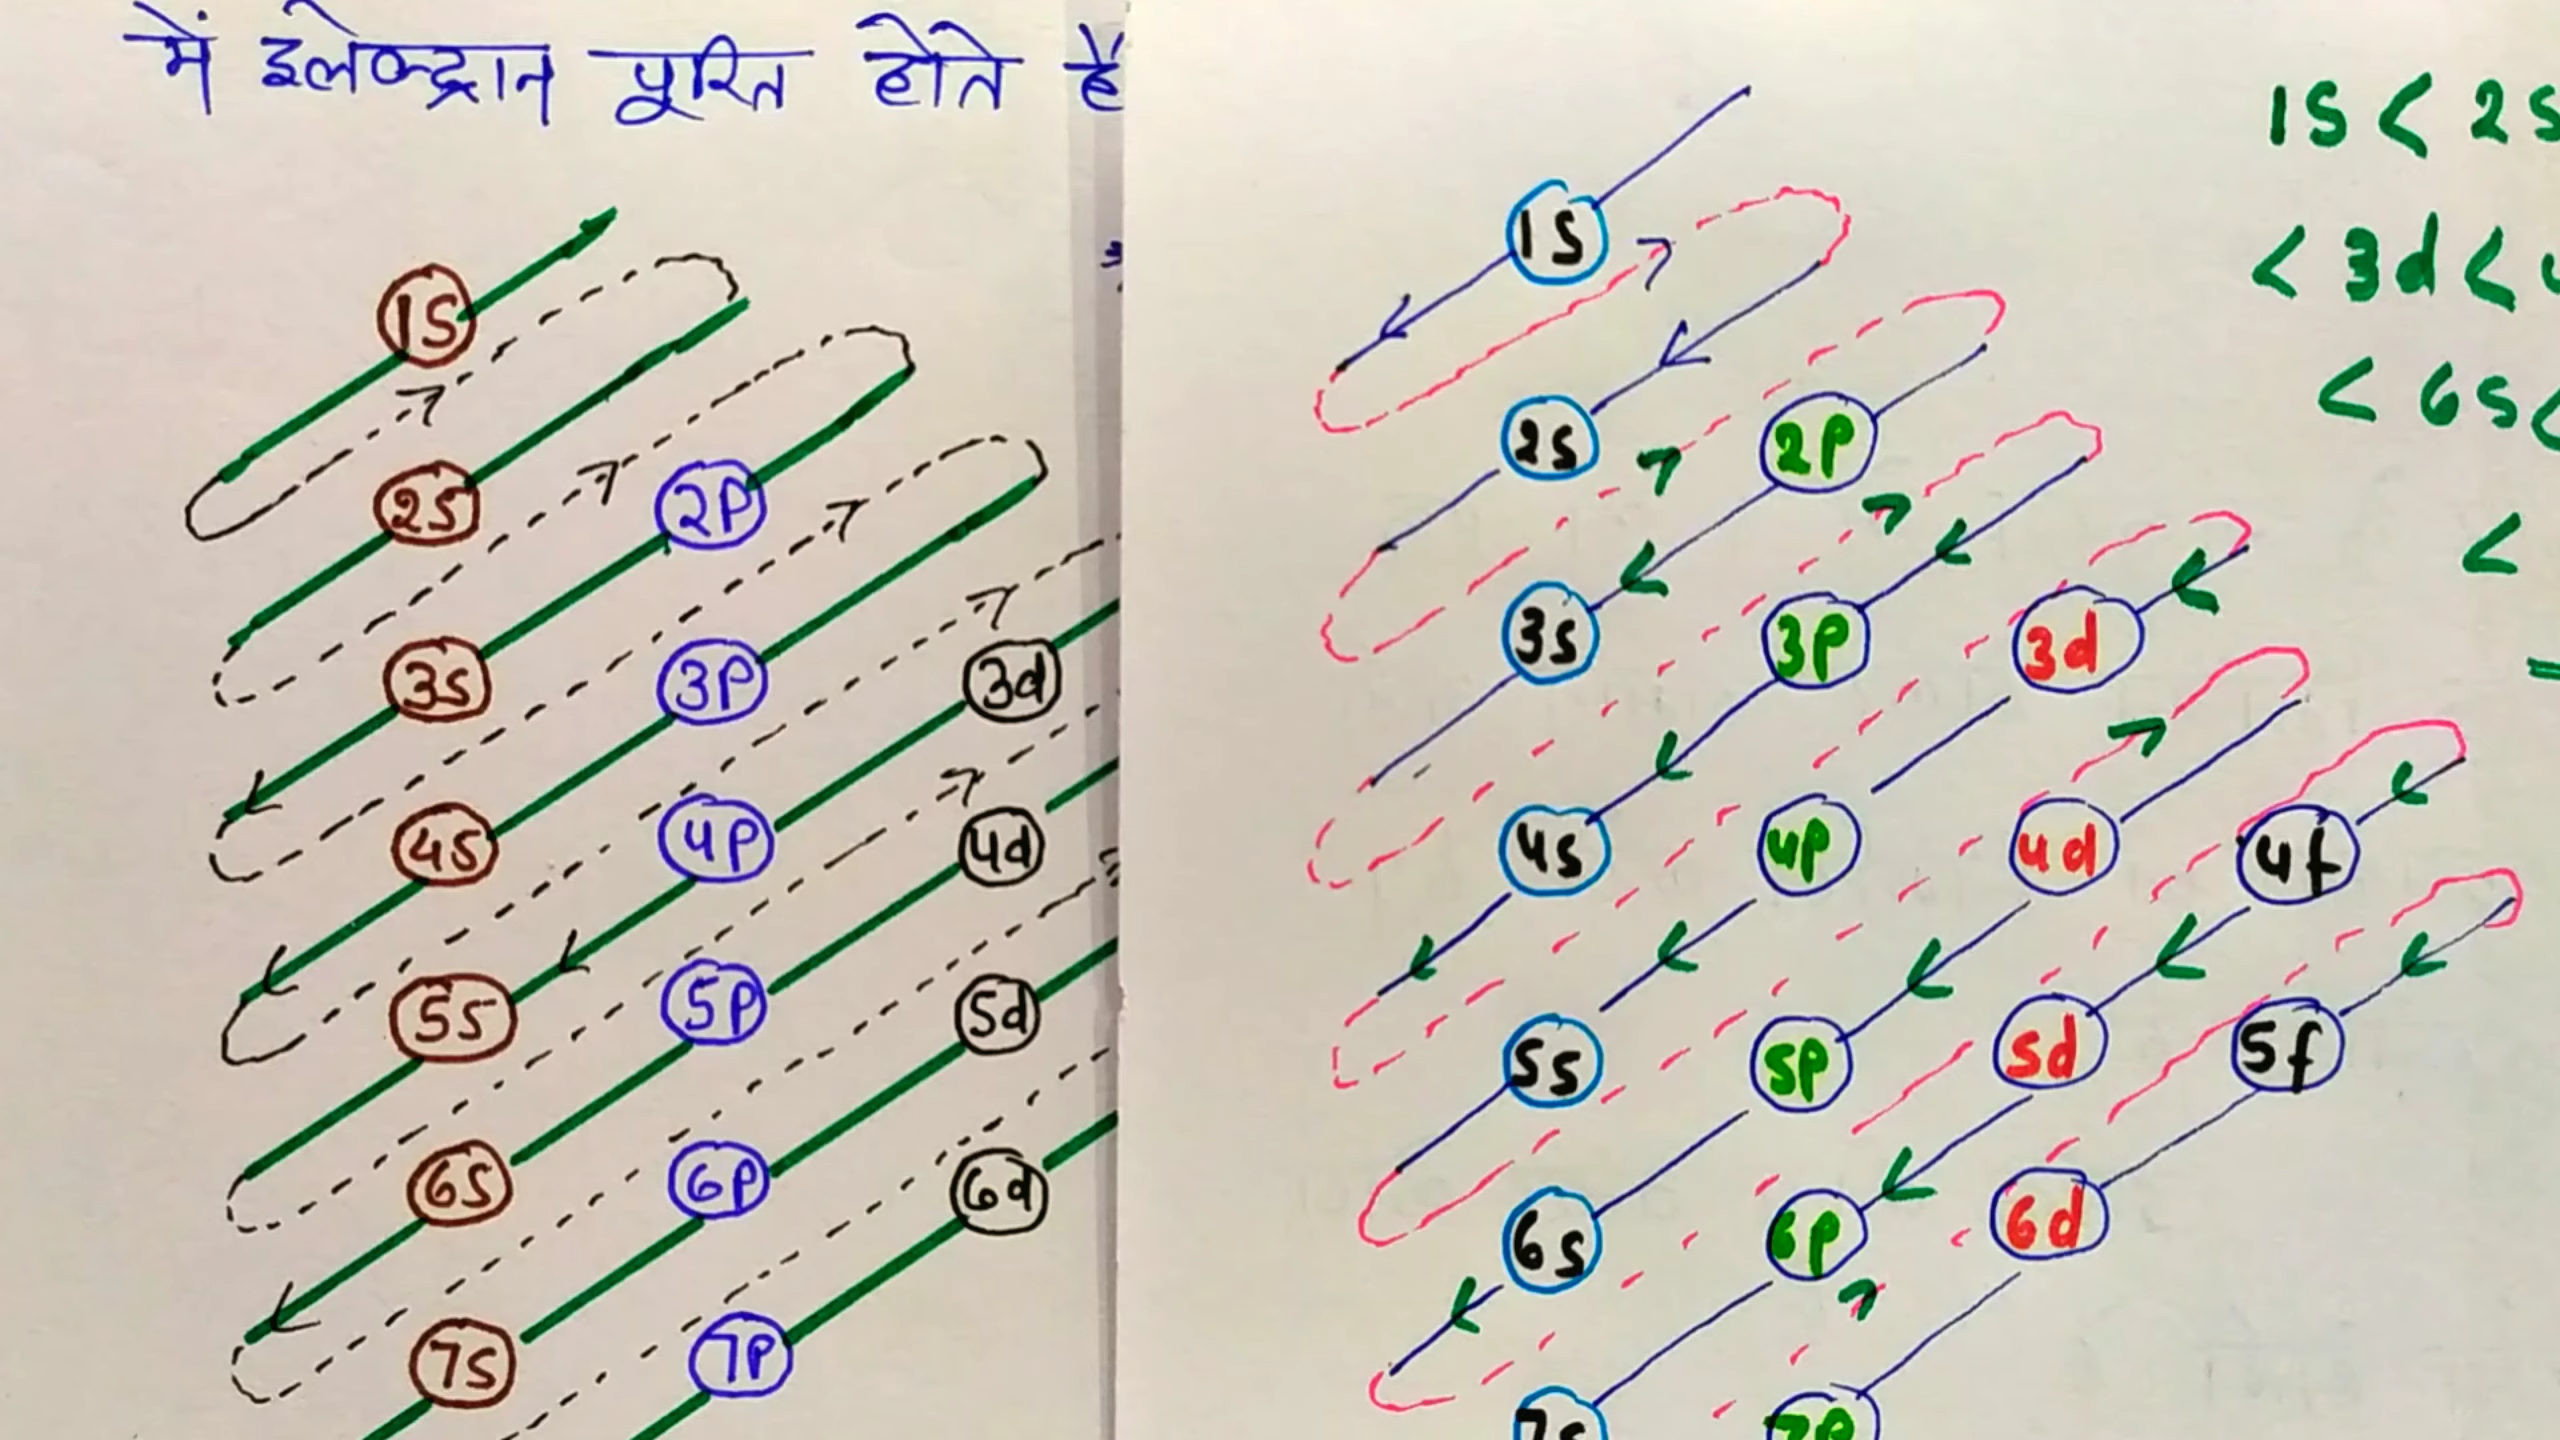 में इलेक्ट्रान पूरित होते हैं
1S
2S 2P
3S 3P 3d
4S 4P 4d
5S 5P 5d
6S 6P 6d
7S 7P
1S
2S 2P
3S 3P 3d
4S 4P 4d 4f
5S 5P 5d 5f
6S 6P 6d
7S 7P
1S < 2S
< 3d <
< 6S <
<